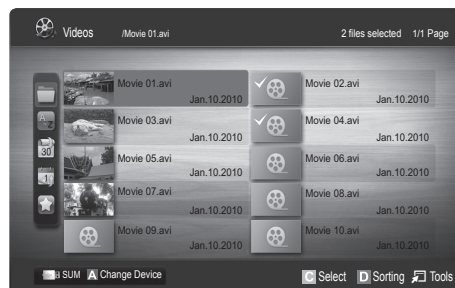 Videos /Movie 01.avi 2 files selected 1/1 Page
Movie 01.avi Movie 02.avi
Jan.10.2010 Jan.10.2010
Movie 03.avi Movie 04.avi
Jan.10.2010 Jan.10.2010
Movie 05.avi Movie 06.avi
Jan.10.2010 Jan.10.2010
Movie 07.avi Movie 08.avi
Jan.10.2010 Jan.10.2010
Movie 09.avi Movie 10.avi
Jan.10.2010 Jan.10.2010
A
30
1
SUM A Change Device C Select D Sorting Tools